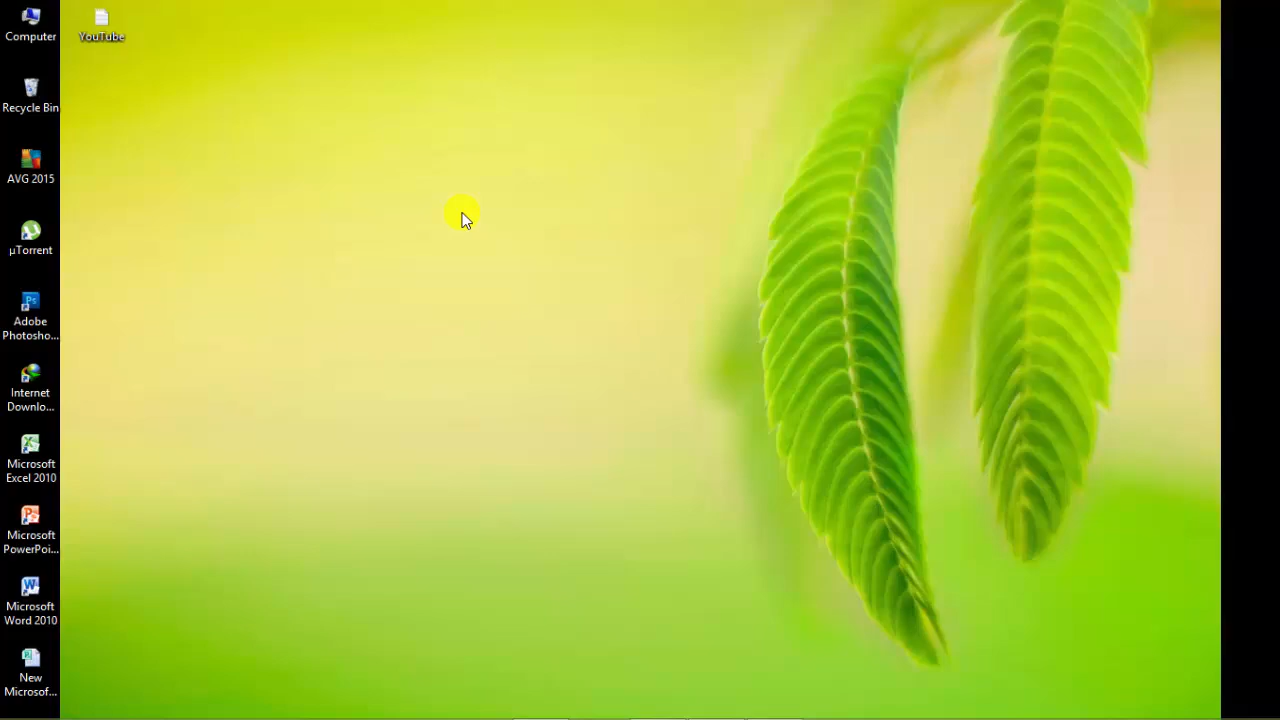 Computer
YouTube
Recycle Bin
AVG 2015
µTorrent
Adobe
Photosho...
Internet
Downlo...
Microsoft
Excel 2010
Microsoft
PowerPoi...
Microsoft
Word 2010
New
Microsof...